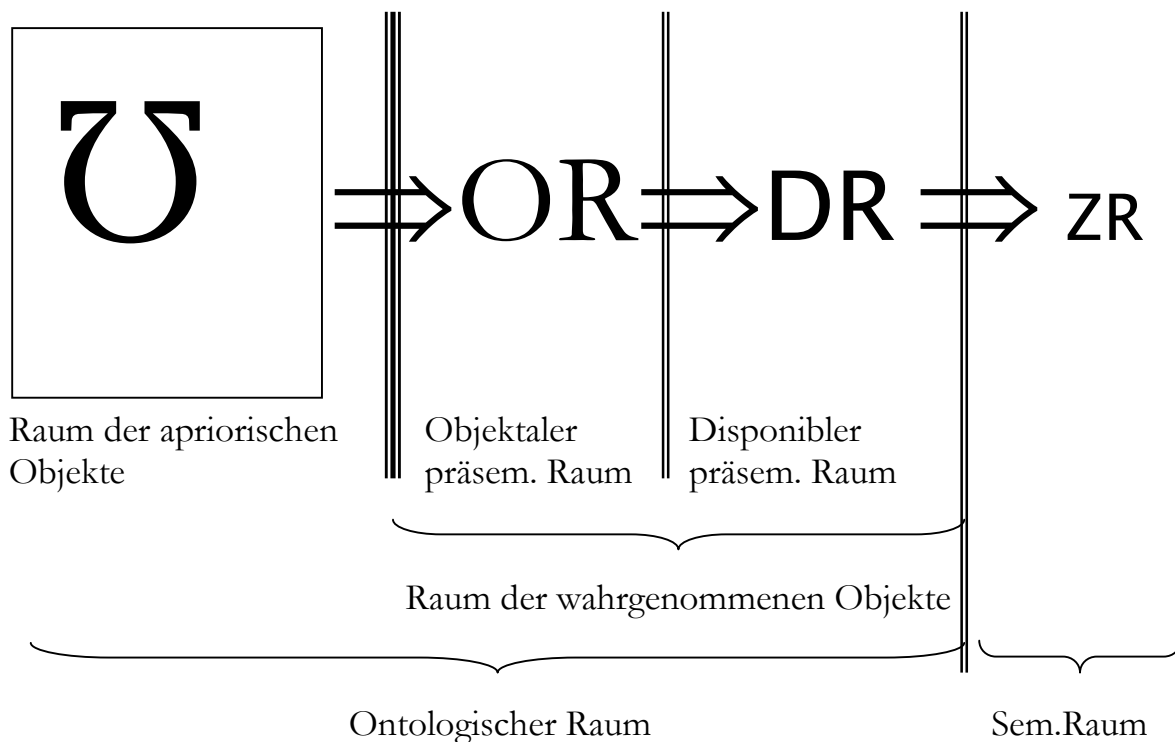 ℧ ⇒ OR ⇒ DR ⇒ ZR
Raum der apriorischen
Objekte
Objektaler
präsem. Raum
Disponibler
präsem. Raum
Raum der wahrgenommenen Objekte
Ontologischer Raum
Sem.Raum